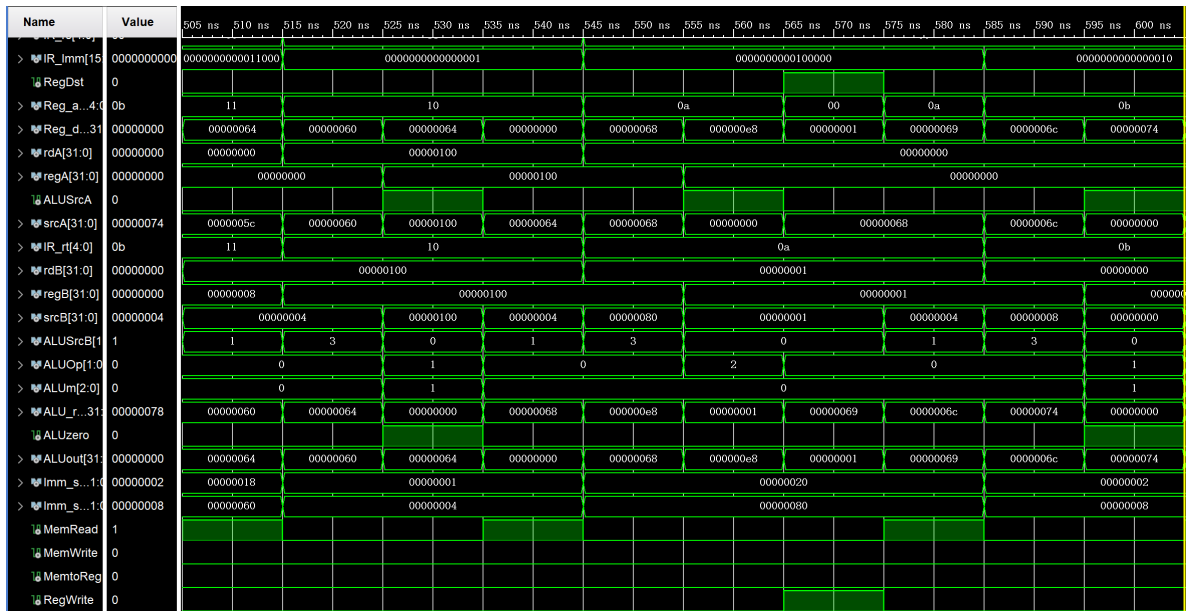 Name Value 505 ns 510 ns 515 ns 520 ns 525 ns 530 ns 535 ns 540 ns 545 ns 550 ns 555 ns 560 ns 565 ns 570 ns 575 ns 580 ns 585 ns 590 ns 595 ns 600 ns
IR_Imm[15 0000000000 0000000000011000 0000000000000001 0000000000100000 0000000000000010
RegDst 0
Reg_a...4:0 0b 11 10 0a 00 0a 0b
Reg_d...31 00000000 00000064 00000060 00000064 00000000 00000068 000000e8 00000001 00000069 0000006c 00000074
rdA[31:0] 00000000 00000000 00000100 00000000
regA[31:0] 00000000 00000000 00000100 00000000
ALUSrcA 0
srcA[31:0] 00000074 0000005c 00000060 00000100 00000064 00000068 00000000 00000068 0000006c 00000000
IR_rt[4:0] 0b 11 10 0a 0b
rdB[31:0] 00000000 00000100 00000001 00000000
regB[31:0] 00000000 00000008 00000100 00000001 000000
srcB[31:0] 00000004 00000004 00000100 00000004 00000080 00000001 00000004 00000008 00000000
ALUSrcB[1 1 1 3 0 1 3 0 1 3 0
ALUOp[1:0 0 0 1 0 2 0 1
ALUm[2:0] 0 0 1 0 1
ALU_r...31: 00000078 00000060 00000064 00000000 00000068 000000e8 00000001 00000069 0000006c 00000074 00000000
ALUzero 0
ALUout[31: 00000000 00000064 00000060 00000064 00000000 00000068 000000e8 00000001 00000069 0000006c 00000074
Imm_s...1:0 00000002 00000018 00000001 00000020 00000002
Imm_s...1:0 00000008 00000060 00000004 00000080 00000008
MemRead 1
MemWrite 0
MemtoReg 0
RegWrite 0